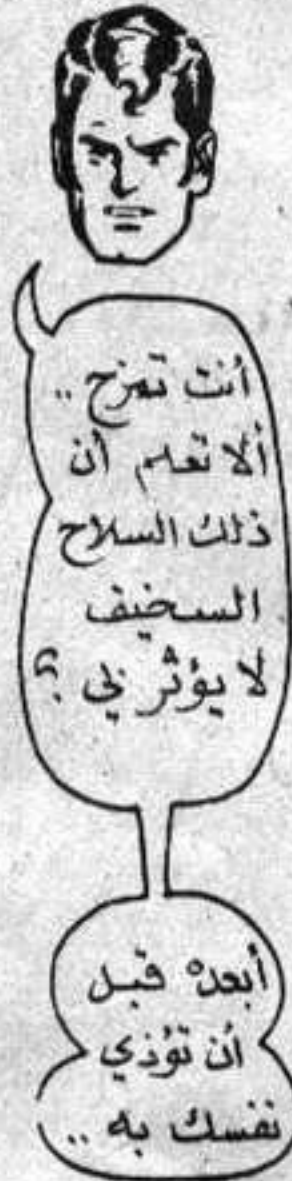 أنت تمزح ..
ألا تعلم أن
ذلك السلاح
السخيف
لا يؤثر بي ؟
أبعده قبل
أن تؤذي
نفسك به ..